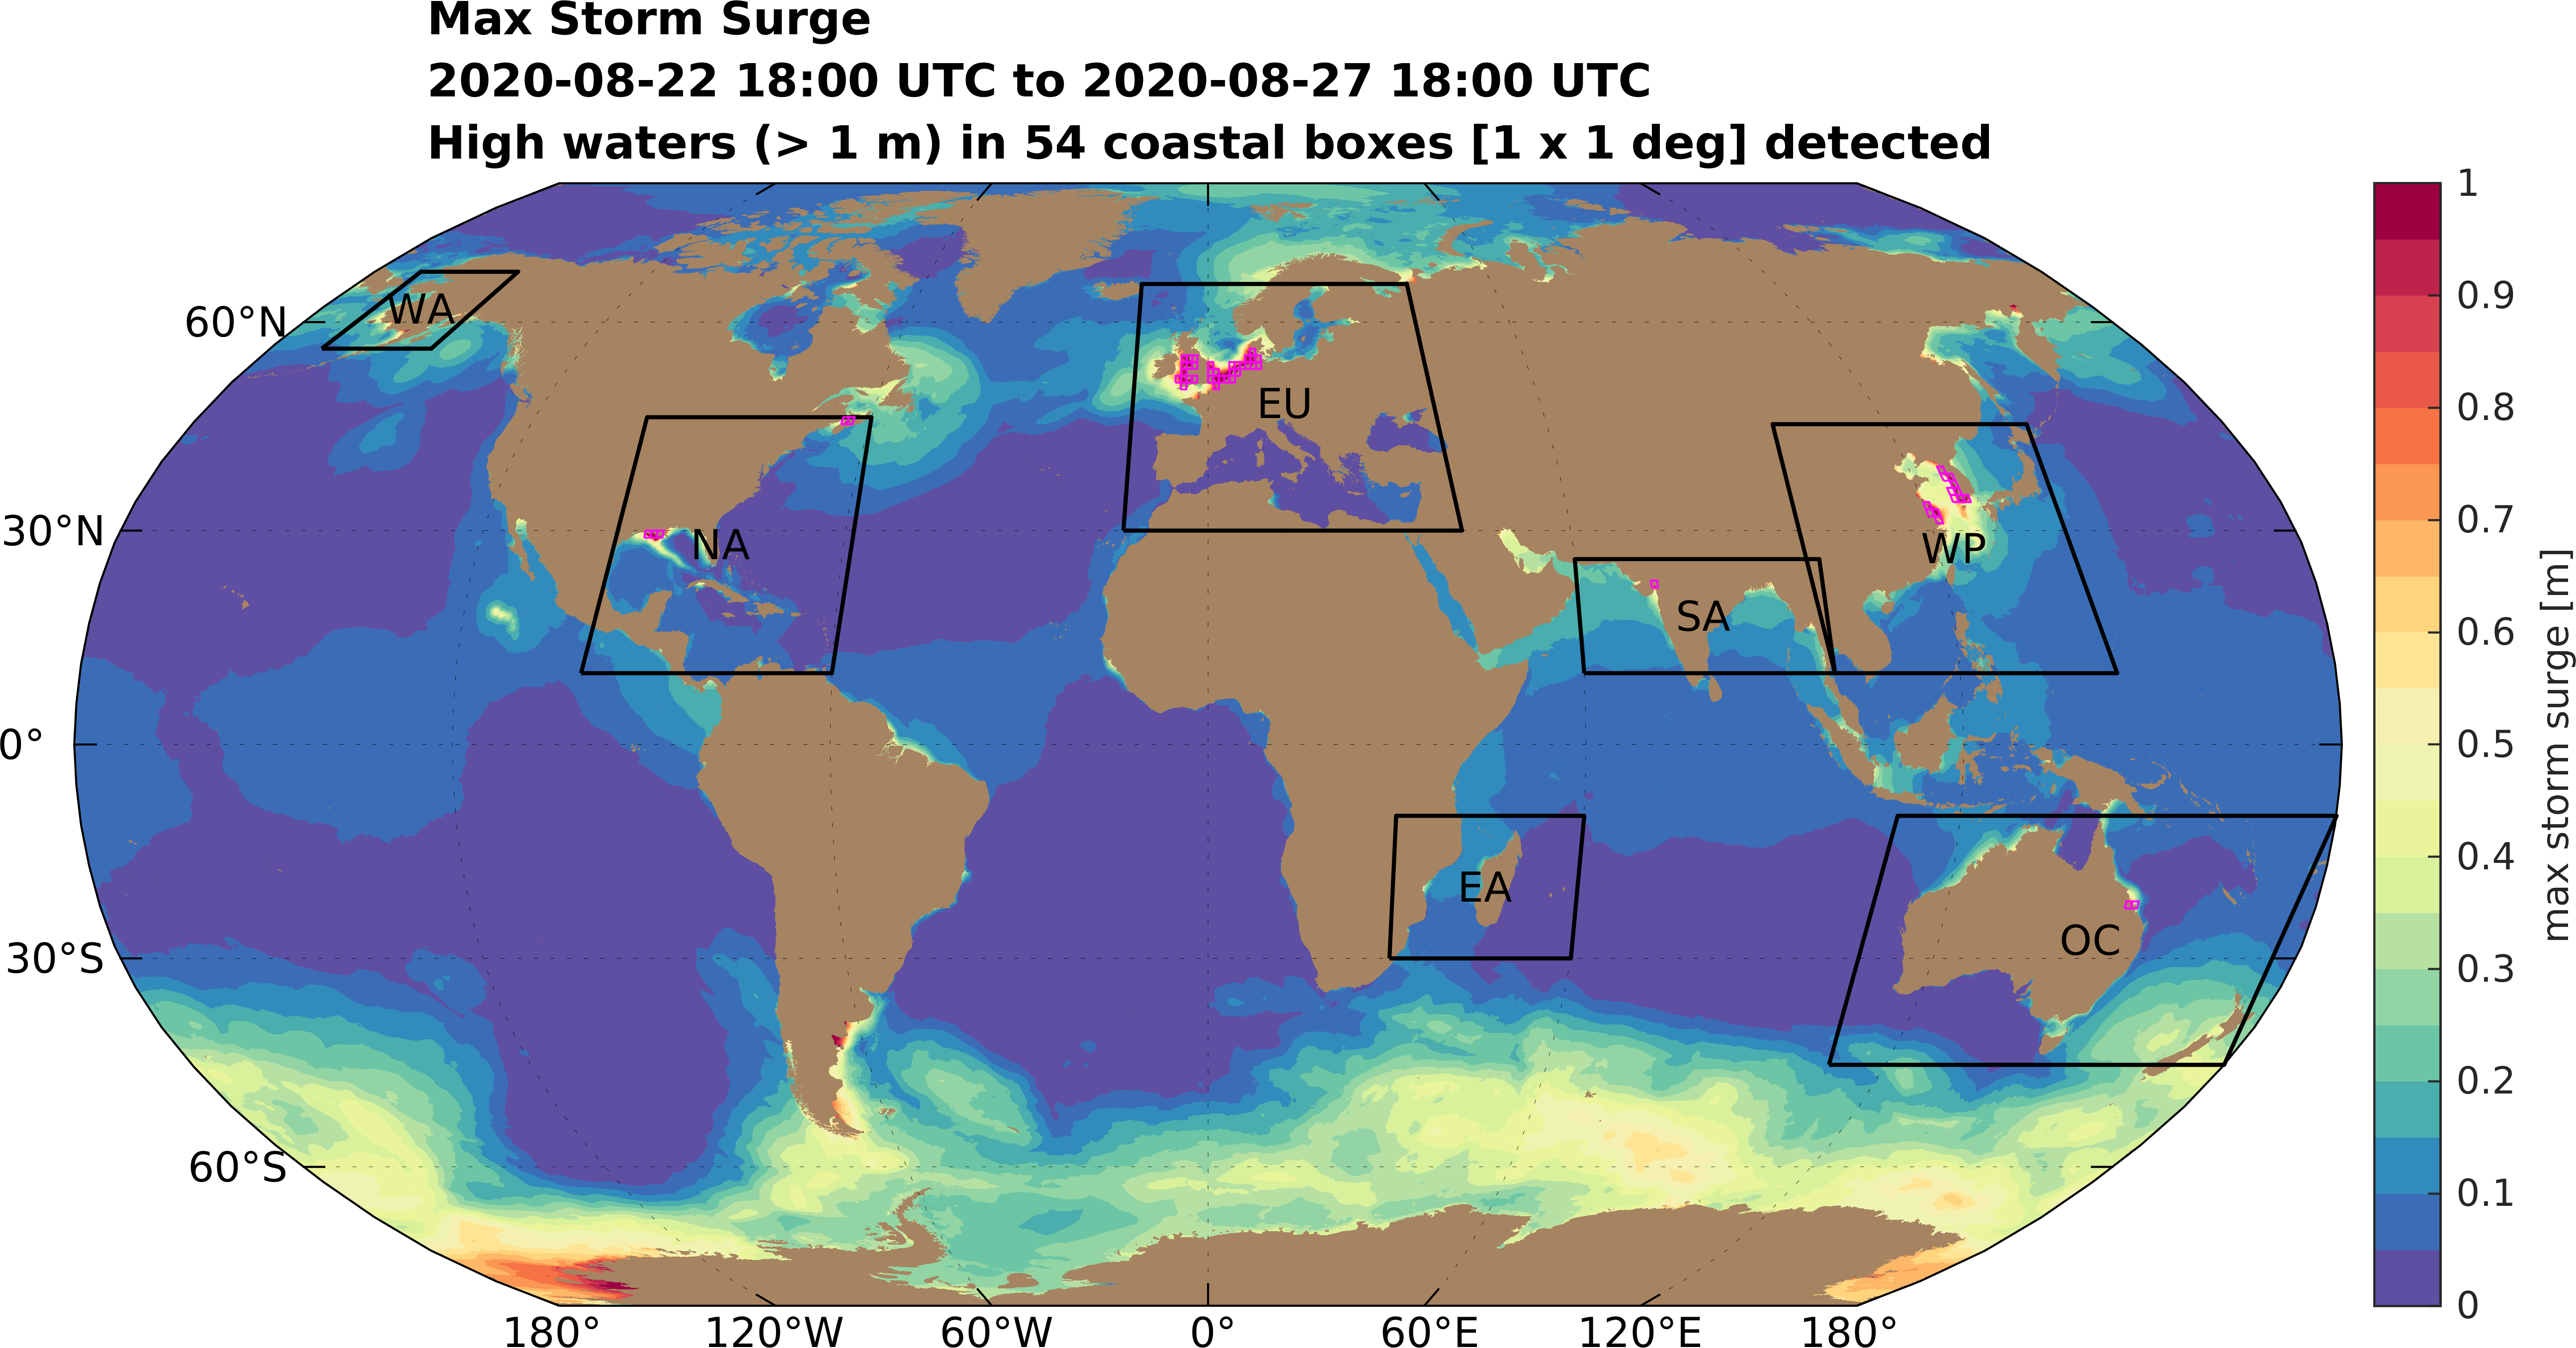 Max Storm Surge
2020-08-22 18:00 UTC to 2020-08-27 18:00 UTC
High waters (> 1 m) in 54 coastal boxes [1 x 1 deg] detected
60°N
30°N
0°
30°S
60°S
WA
NA
EU
SA
WP
EA
OC
180°
120°W
60°W
0°
60°E
120°E
180°
1
0.9
0.8
0.7
0.6
0.5
0.4
0.3
0.2
0.1
0
max storm surge [m]